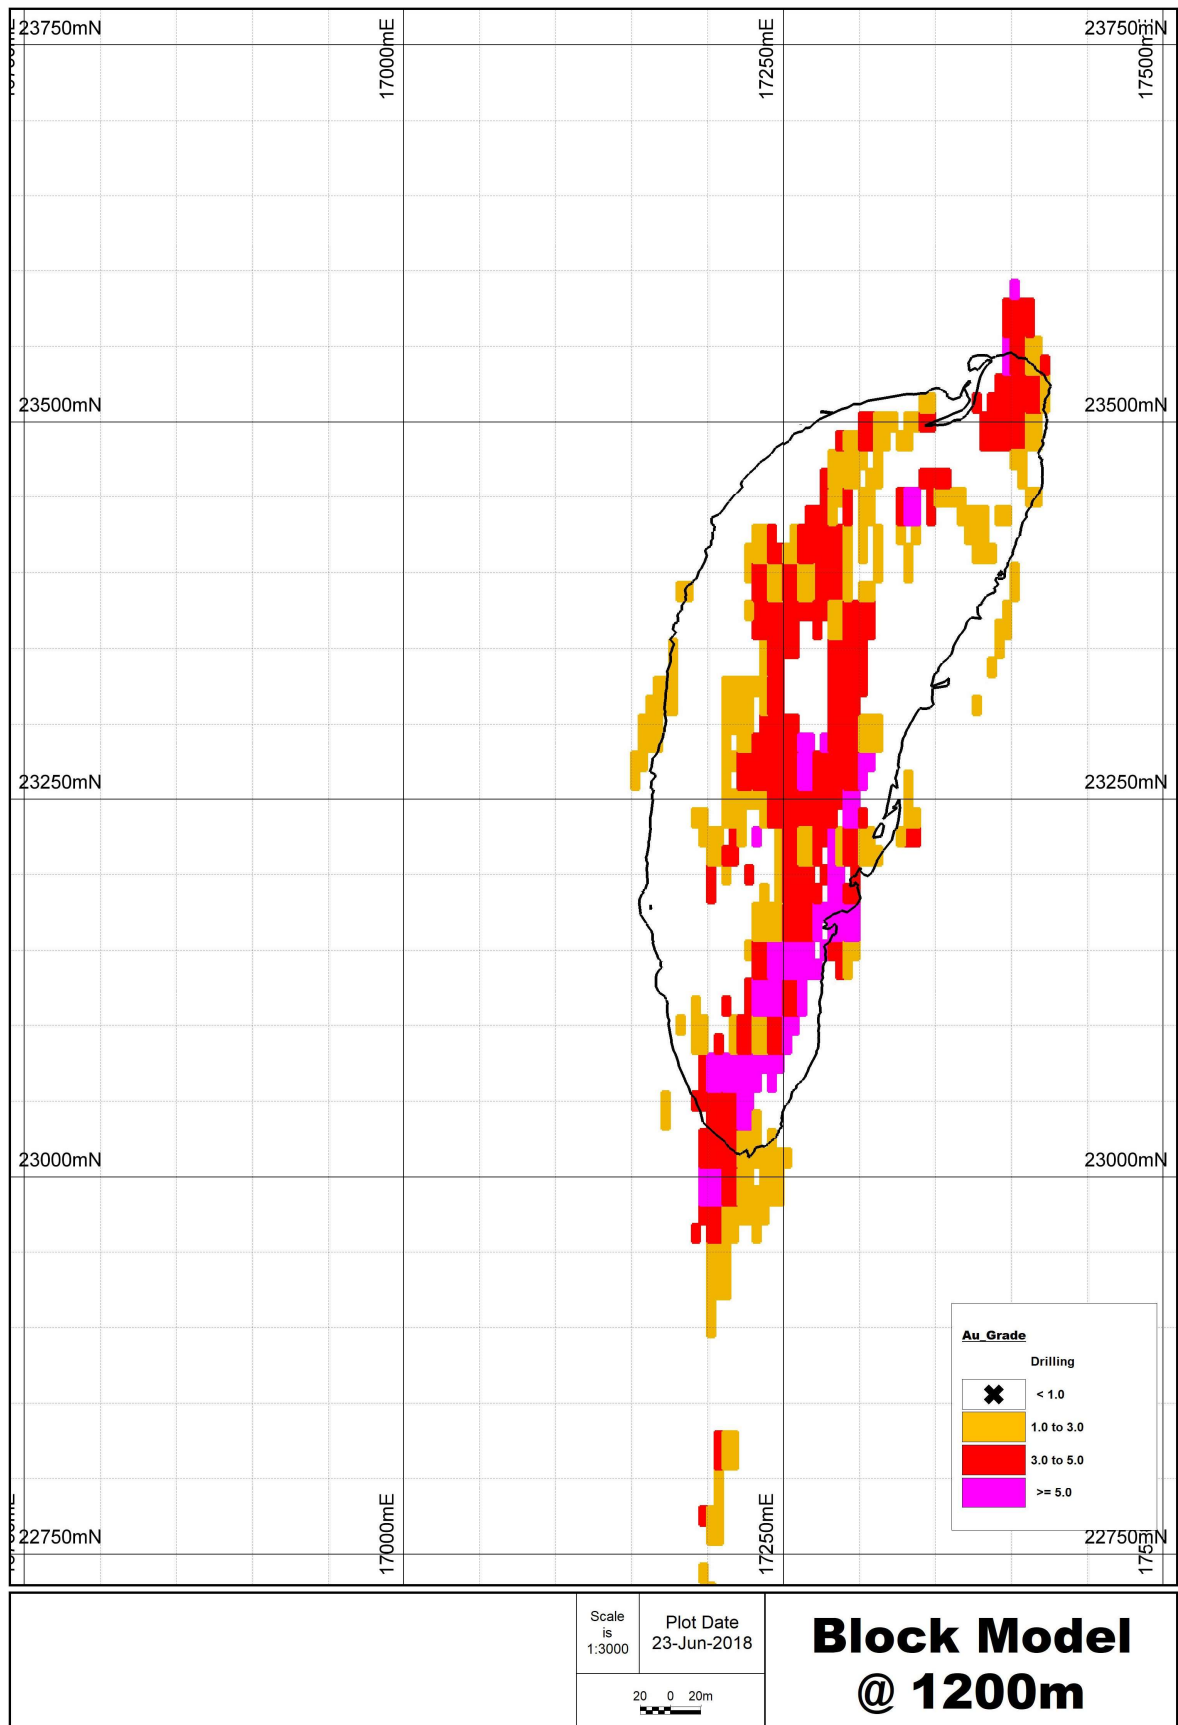 23750mN
17000mE
17250mE
23750mN
17500mE
23500mN
23500mN
23250mN
23250mN
23000mN
23000mN
Au_Grade
Drilling
< 1.0
1.0 to 3.0
3.0 to 5.0
>= 5.0
22750mN
17000mE
17250mE
22750mN
Scale
is
1:3000
Plot Date
23-Jun-2018
20 0 20m
Block Model
@ 1200m